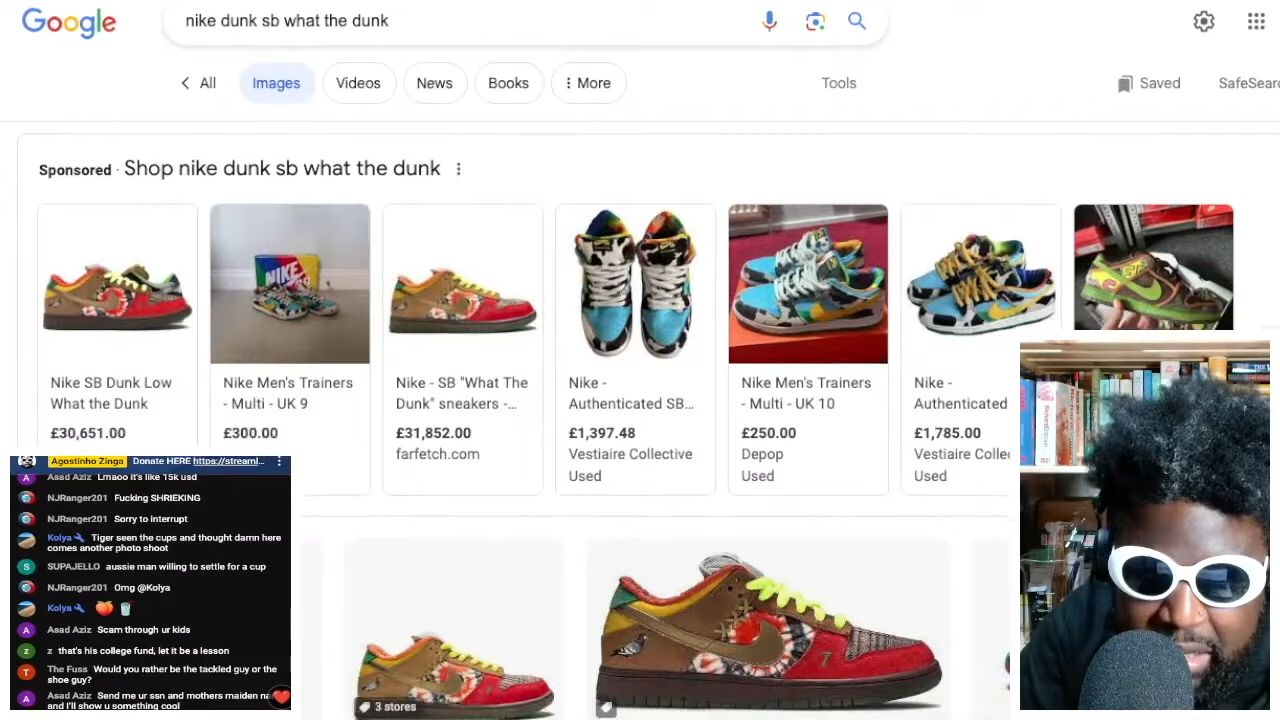 Google
nike dunk sb what the dunk
All
Images
Videos
News
Books
More
Tools
Saved
SafeSearc
Sponsored · Shop nike dunk sb what the dunk
NIKE
Nike SB Dunk Low
What the Dunk
£30,651.00
Nike Men's Trainers
- Multi - UK 9
£300.00
Nike - SB "What The
Dunk" sneakers -...
£31,852.00
farfetch.com
Nike -
Authenticated SB...
£1,397.48
Vestiaire Collective
Used
Nike Men's Trainers
- Multi - UK 10
£250.00
Depop
Used
Nike -
Authenticated
£1,785.00
Vestiaire Colle
Used
Agostinho Zinga Donate HERE https://streaml...
Asad Aziz Lmaoo it's like 15k usd
NJRanger201 Fucking SHRIEKING
NJRanger201 Sorry to interrupt
Kolya Tiger seen the cups and thought damn here
comes another photo shoot
SUPAJELLO aussie man willing to settle for a cup
NJRanger201 Omg @Kolya
Kolya
Asad Aziz Scam through ur kids
z that's his college fund, let it be a lesson
The Fuss Would you rather be the tackled guy or the
shoe guy?
Asad Aziz Send me ur ssn and mothers maiden na
and I'll show u something cool
3 stores
7